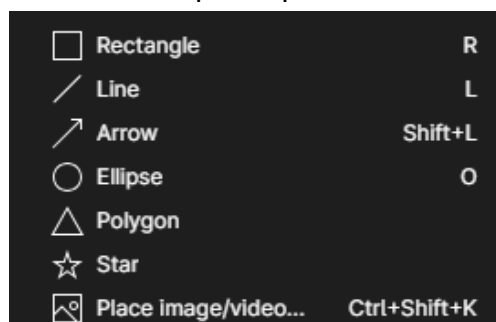 Rectangle R
Line L
Arrow Shift+L
Ellipse O
Polygon
Star
Place image/video... Ctrl+Shift+K